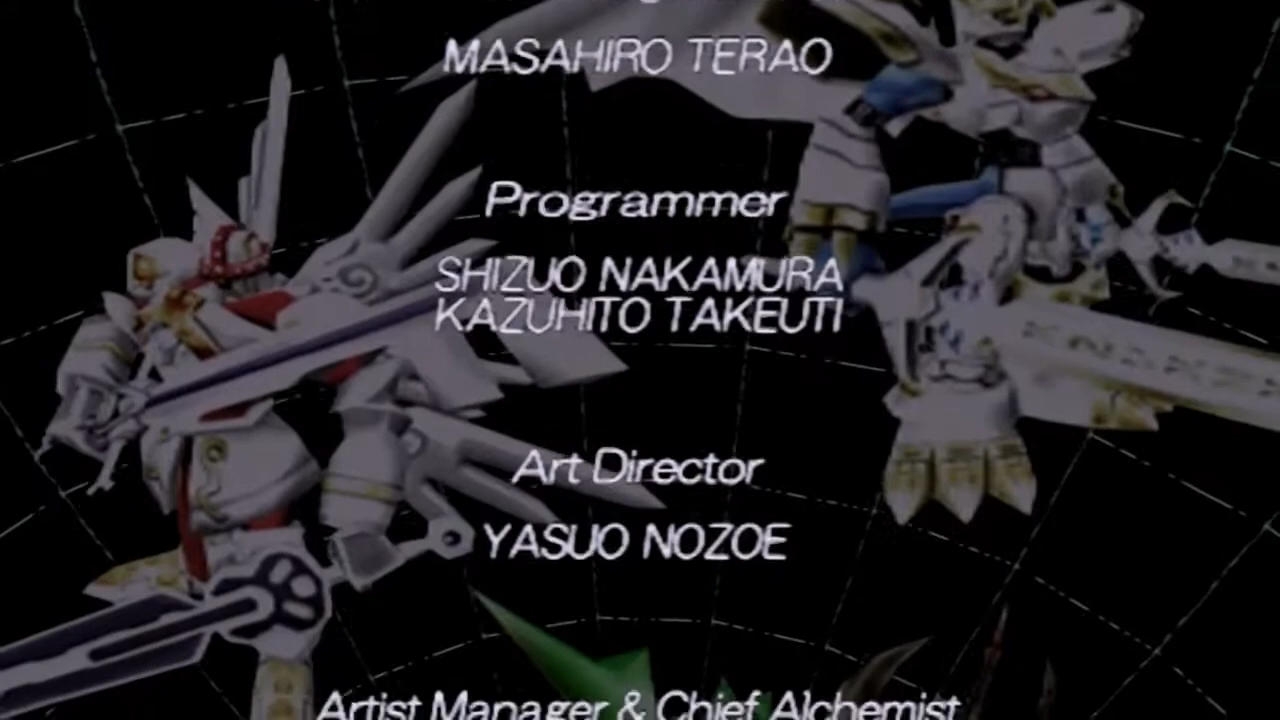 MASAHIRO TERAO
Programmer
SHIZUO NAKAMURA
KAZUHITO TAKEUTI
Art Director
YASUO NOZOE
Artist Manager & Chief Alchemist